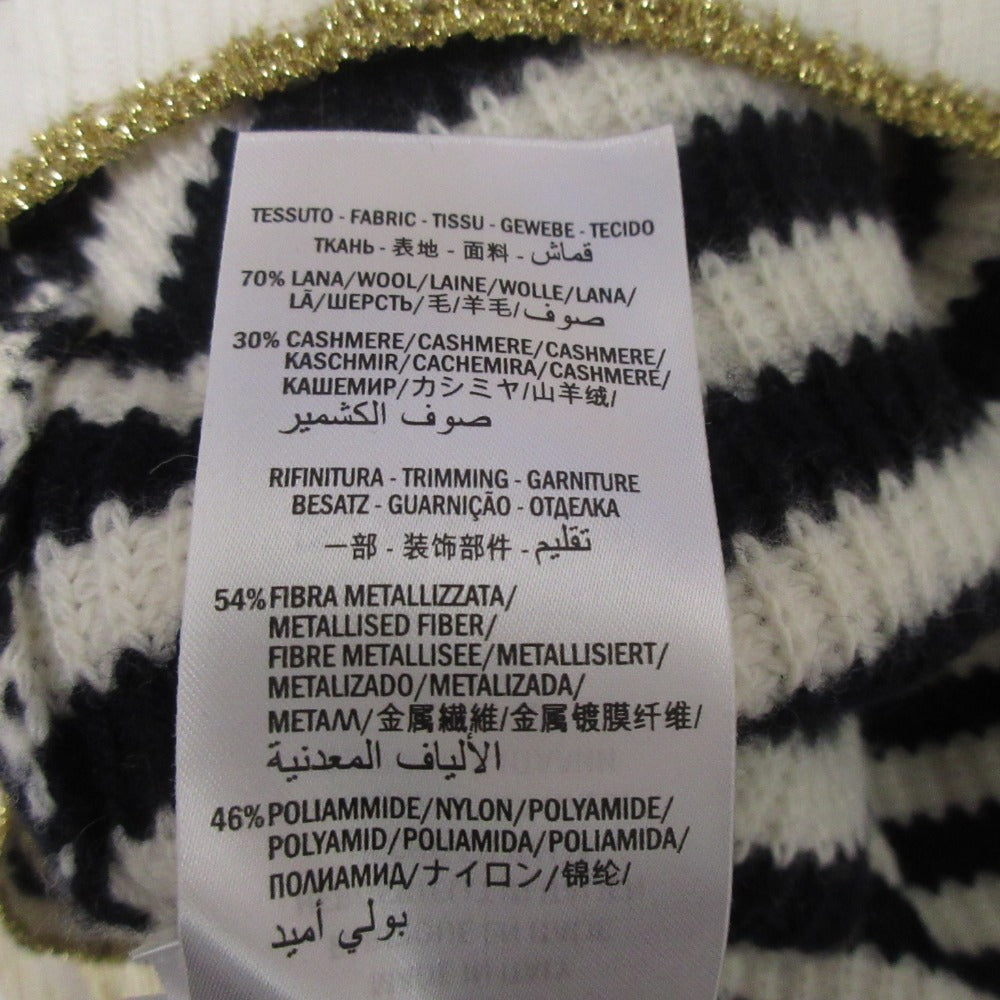 TESSUTO - FABRIC - TISSU - GEWEBE - TECIDO
ТКАНЬ - 表地 - 面料 - قماش
70% LANA/WOOL/LAINE/WOLLE/LANA/
LÃ/ШЕРСТЬ/毛/羊毛/صوف
30% CASHMERE/CASHMERE/CASHMERE/
KASCHMIR/CACHEMIRA/CASHMERE/
КАШЕМИР/カシミヤ/山羊绒/
صوف الكشمير
RIFINITURA - TRIMMING - GARNITURE
BESATZ - GUARNIÇÃO - ОТДЕЛКА
一部 - 装饰部件 - تقليم
54% FIBRA METALLIZZATA/
METALLISED FIBER/
FIBRE METALLISEE/METALLISIERT/
METALIZADO/METALIZADA/
МЕТАЛЛ/金属繊維/金属镀膜纤维/
الألياف المعدنية
46% POLIAMMIDE/NYLON/POLYAMIDE/
POLYAMID/POLIAMIDA/POLIAMIDA/
ПОЛИАМИД/ナイロン/锦纶/
بولي أميد